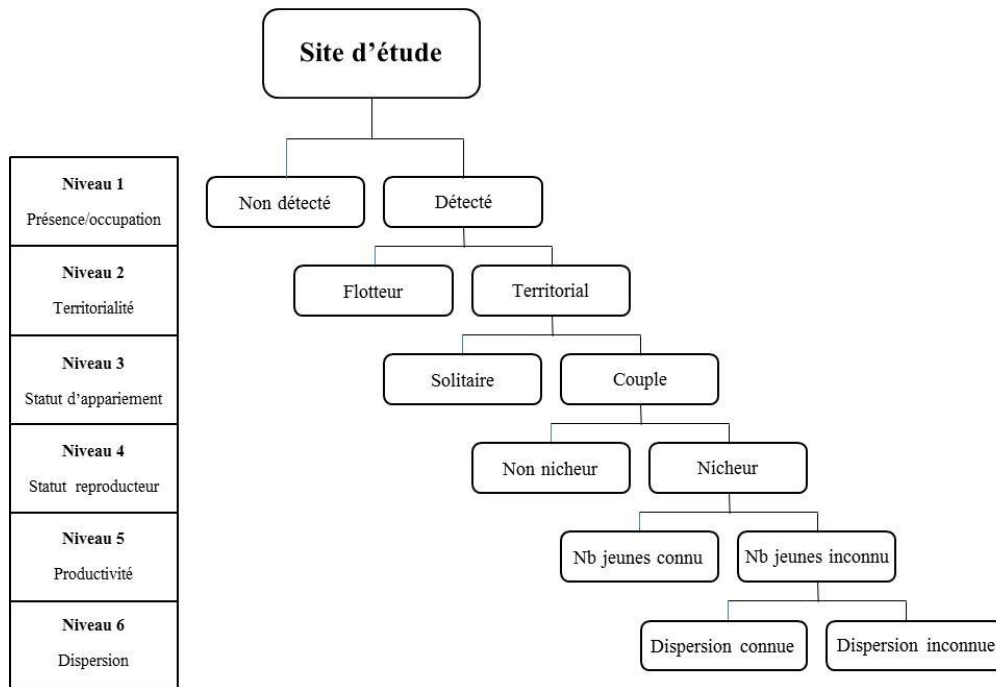 Site d’étude
Niveau 1
Présence/occupation
Non détecté
Détecté
Niveau 2
Territorialité
Flotteur
Territorial
Niveau 3
Statut d’appariement
Solitaire
Couple
Niveau 4
Statut reproducteur
Non nicheur
Nicheur
Niveau 5
Productivité
Nb jeunes connu
Nb jeunes inconnu
Niveau 6
Dispersion
Dispersion connue
Dispersion inconnue